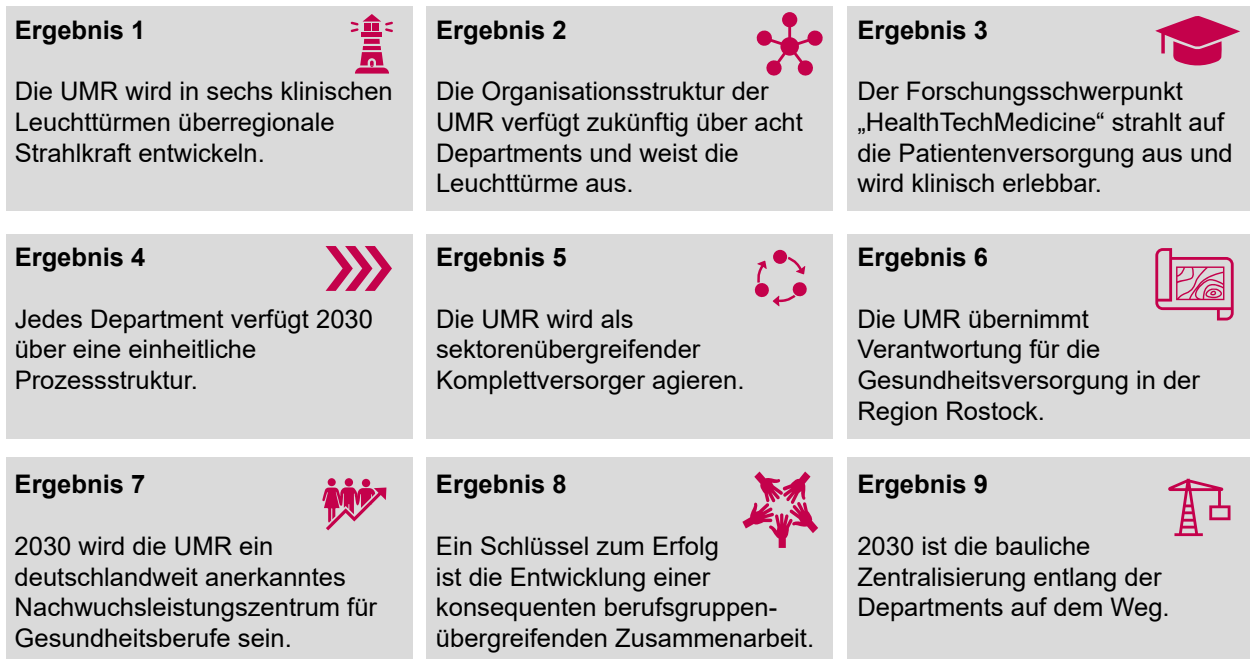 Ergebnis 1
Die UMR wird in sechs klinischen
Leuchttürmen überregionale
Strahlkraft entwickeln.
Ergebnis 2
Die Organisationsstruktur der
UMR verfügt zukünftig über acht
Departments und weist die
Leuchttürme aus.
Ergebnis 3
Der Forschungsschwerpunkt
„HealthTechMedicine“ strahlt auf
die Patientenversorgung aus und
wird klinisch erlebbar.
Ergebnis 4
Jedes Department verfügt 2030
über eine einheitliche
Prozessstruktur.
Ergebnis 5
Die UMR wird als
sektorenübergreifender
Komplettversorger agieren.
Ergebnis 6
Die UMR übernimmt
Verantwortung für die
Gesundheitsversorgung in der
Region Rostock.
Ergebnis 7
2030 wird die UMR ein
deutschlandweit anerkanntes
Nachwuchsleistungszentrum für
Gesundheitsberufe sein.
Ergebnis 8
Ein Schlüssel zum Erfolg
ist die Entwicklung einer
konsequenten berufsgruppen-
übergreifenden Zusammenarbeit.
Ergebnis 9
2030 ist die bauliche
Zentralisierung entlang der
Departments auf dem Weg.